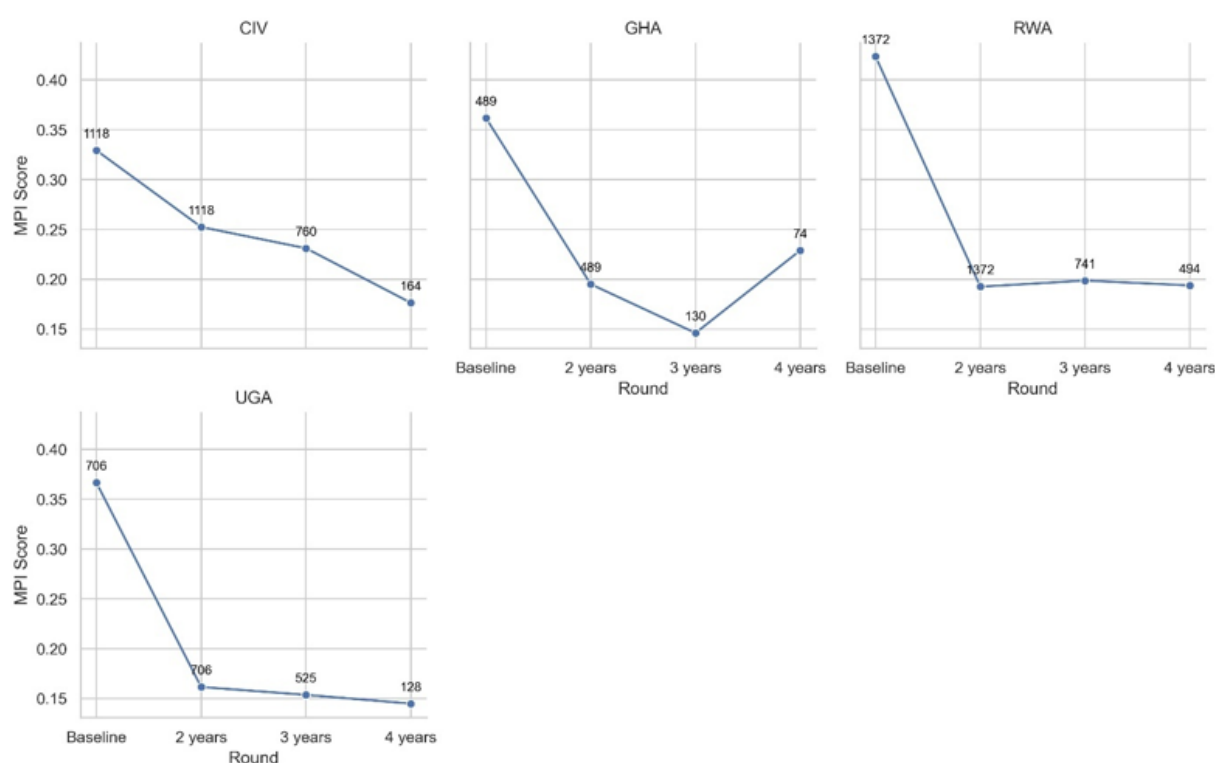 CIV
GHA
RWA
MPI Score
0.40
0.35
0.30
0.25
0.20
0.15
1118
1118
760
164
489
489
130
74
Baseline
2 years
3 years
4 years
Round
1372
1372
741
494
Baseline
2 years
3 years
4 years
Round
UGA
MPI Score
0.40
0.35
0.30
0.25
0.20
0.15
706
706
525
128
Baseline
2 years
3 years
4 years
Round